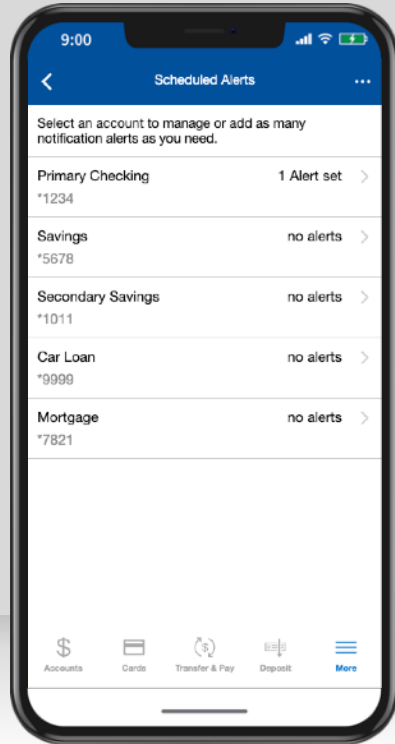 9:00
Scheduled Alerts
Select an account to manage or add as many
notification alerts as you need.
Primary Checking 1 Alert set
*1234
Savings no alerts
*5678
Secondary Savings no alerts
*1011
Car Loan no alerts
*9999
Mortgage no alerts
*7821
Accounts Cards Transfer & Pay Deposit More